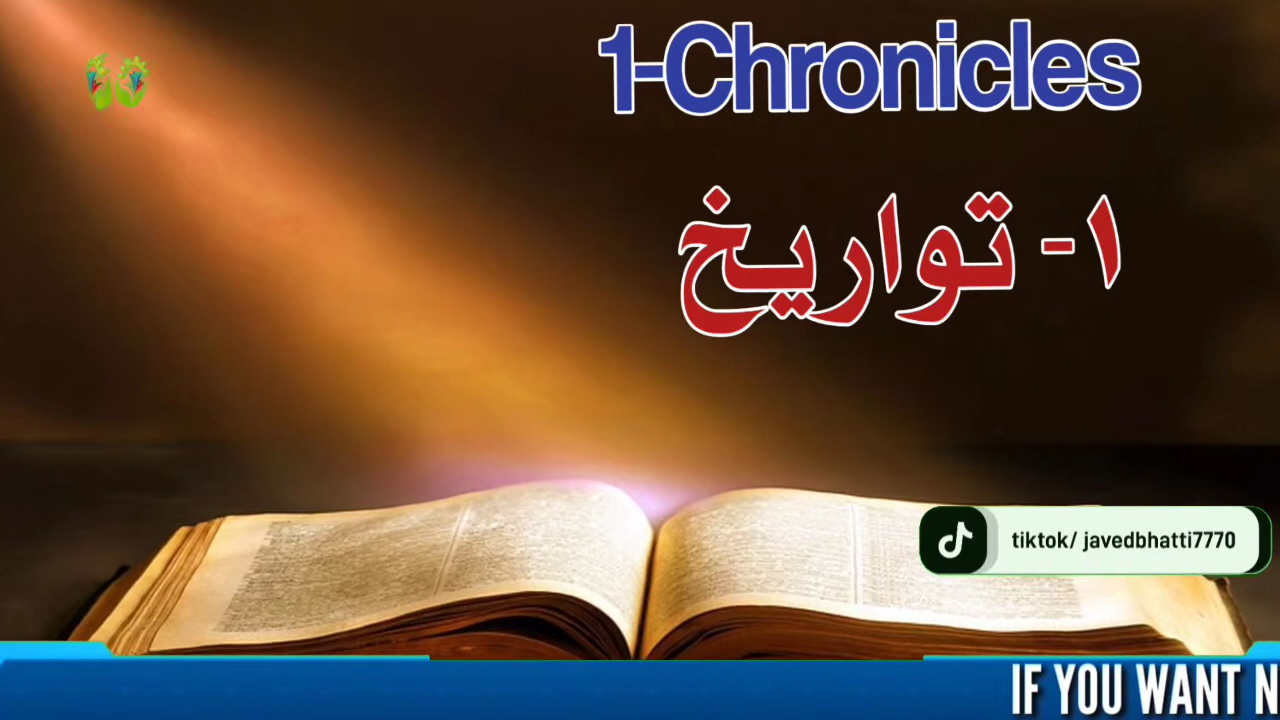 1-Chronicles
۱- تواریخ
tiktok/ javedbhatti7770
IF YOU WANT N